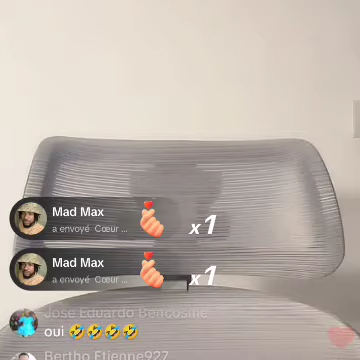 Mad Max
a envoyé Cœur ...
x1
Mad Max
a envoyé Cœur ...
x1
Jose Eduardo Bencosme
oui 🤣🤣🤣🤣
Bertho Etienne927